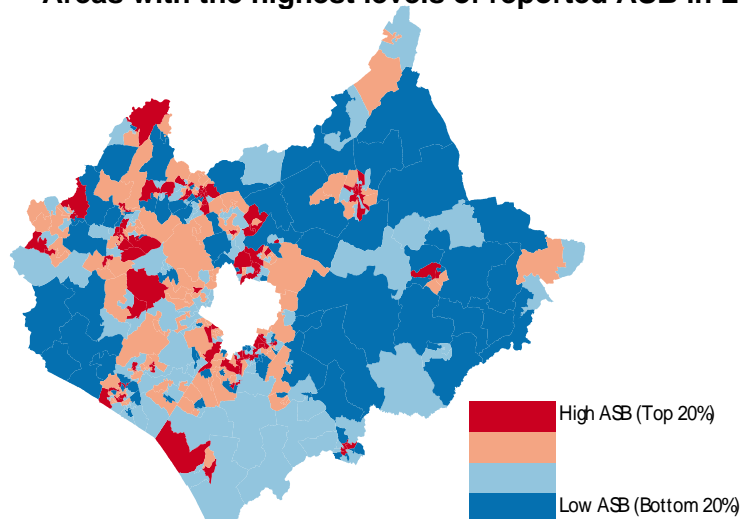 Areas with the highest levels of reported ASB in
High ASB (Top 20%)
Low ASB (Bottom 20%)